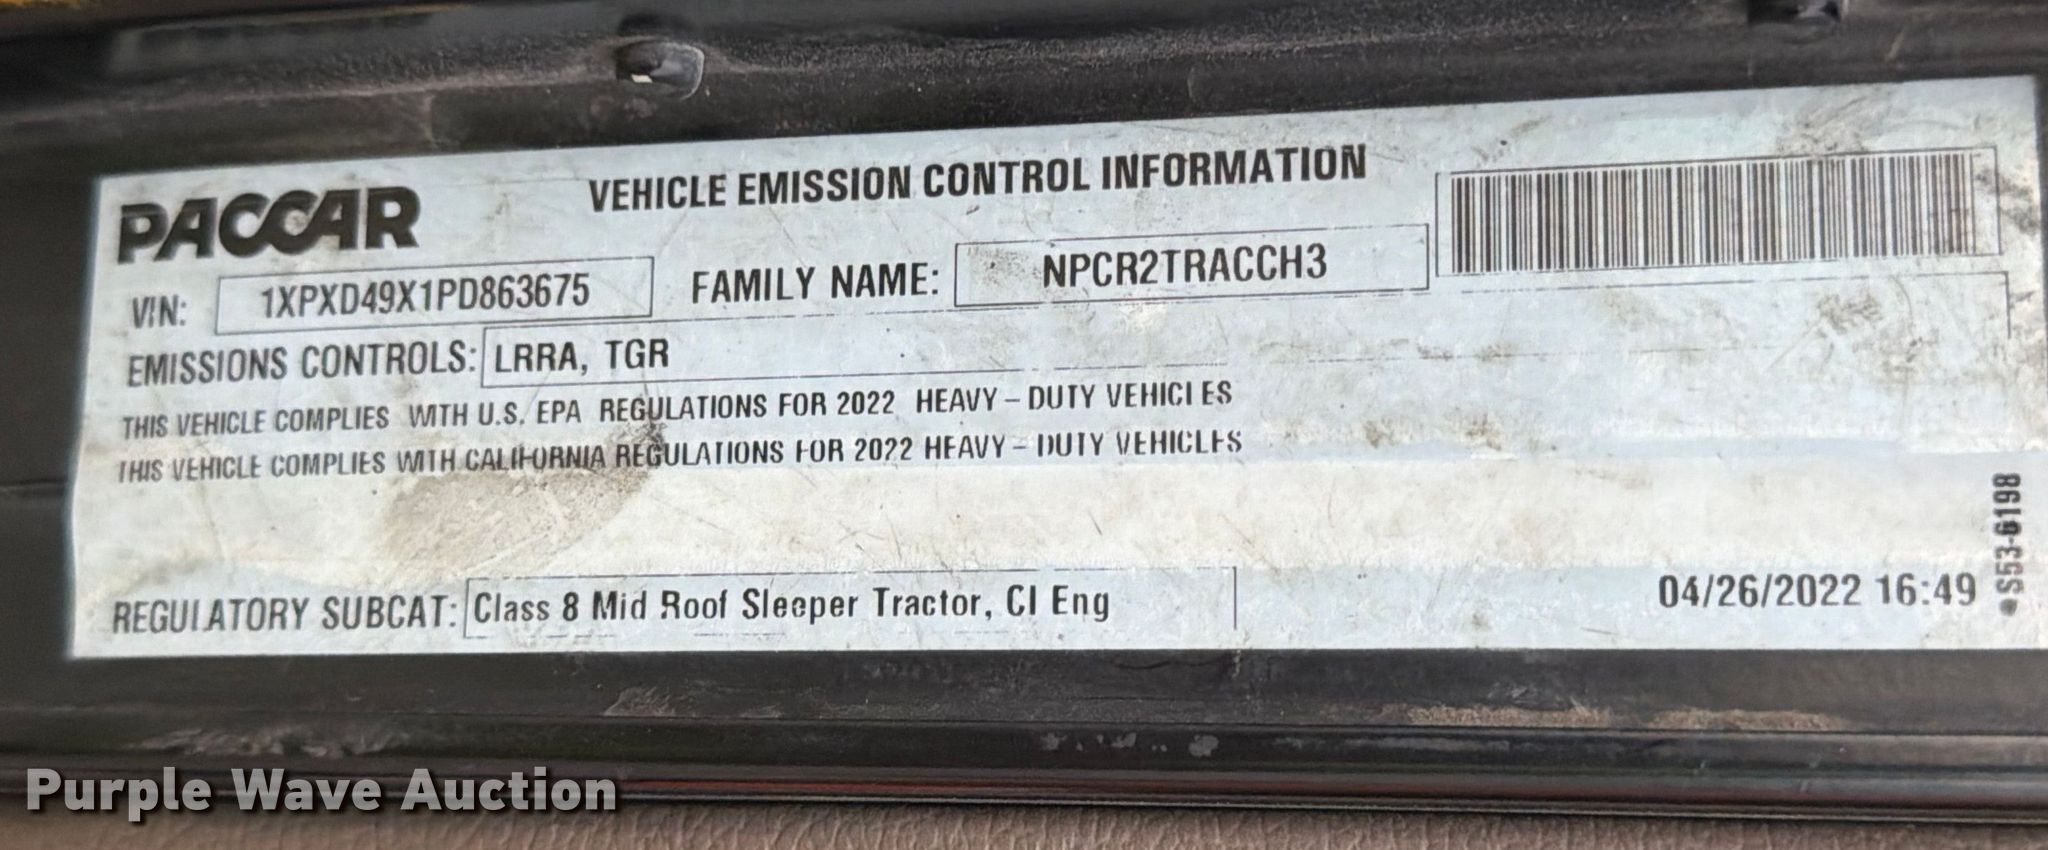 PACCAR
VEHICLE EMISSION CONTROL INFORMATION
VIN: 1XPXD49X1PD863675 FAMILY NAME: NPCR2TRACCH3
EMISSIONS CONTROLS: LRRA, TGR
THIS VEHICLE COMPLIES WITH U.S. EPA REGULATIONS FOR 2022 HEAVY - DUTY VEHICLES
THIS VEHICLE COMPLIES WITH CALIFORNIA REGULATIONS FOR 2022 HEAVY - DUTY VEHICLES
REGULATORY SUBCAT: Class 8 Mid Roof Sleeper Tractor, CI Eng
04/26/2022 16:49
•S53-6198
Purple Wave Auction